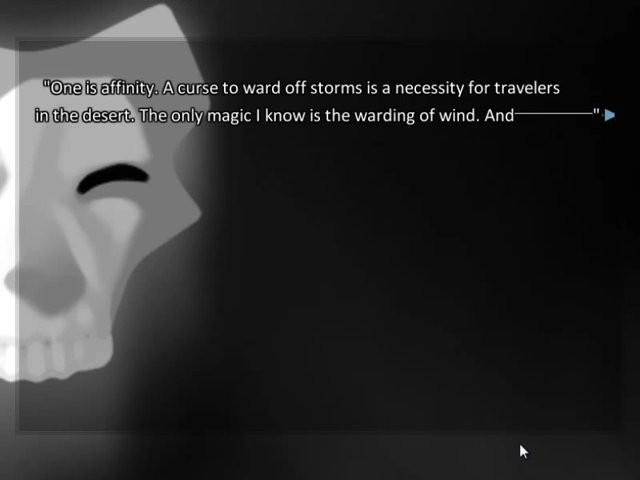 "One is affinity. A curse to ward off storms is a necessity for travelers
in the desert. The only magic I know is the warding of wind. And――――"